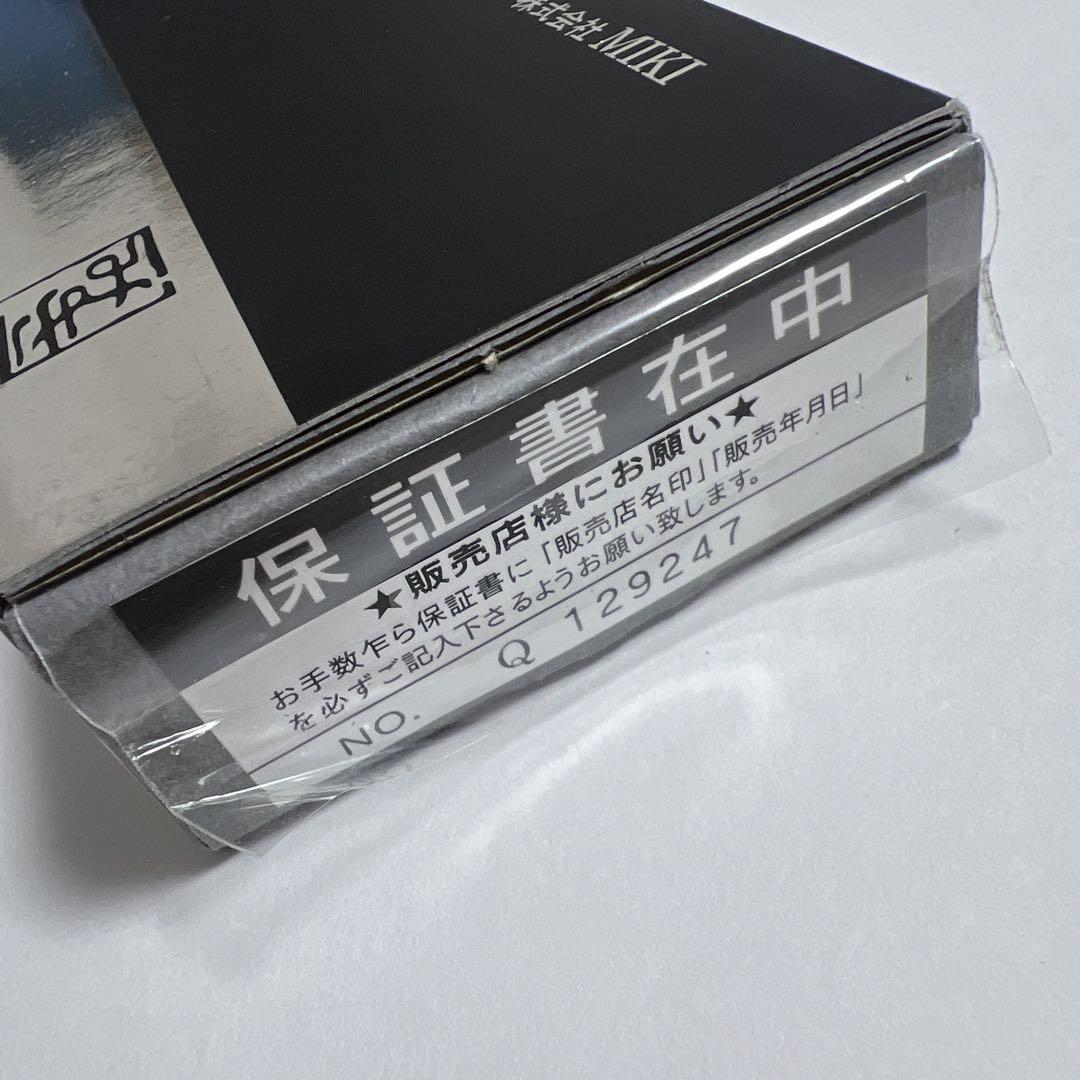 株式会社 MIKI
保証書在中
★販売店様にお願い★
お手数乍ら保証書に「販売店名印」「販売年月日」
を必ずご記入下さるようお願い致します。
NO. Q 129247